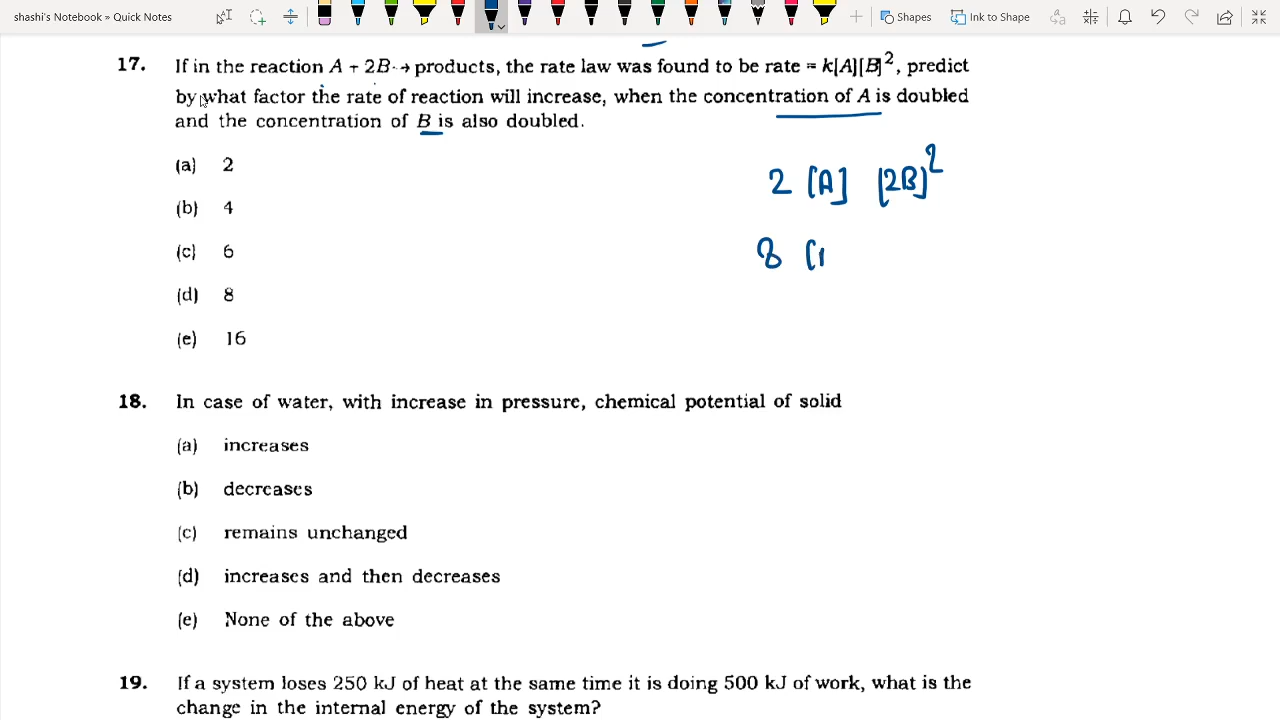 shashi's Notebook » Quick Notes
Shapes
Ink to Shape
17. If in the reaction A + 2B → products, the rate law was found to be rate = k[A][B]², predict
by what factor the rate of reaction will increase, when the concentration of A is doubled
and the concentration of B is also doubled.
(a) 2
(b) 4
(c) 6
(d) 8
(e) 16
2 [A] [2B]²
8
18. In case of water, with increase in pressure, chemical potential of solid
(a) increases
(b) decreases
(c) remains unchanged
(d) increases and then decreases
(e) None of the above
19. If a system loses 250 kJ of heat at the same time it is doing 500 kJ of work, what is the
change in the internal energy of the system?